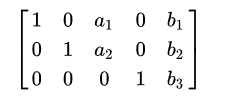 1 0 a₁ 0 b₁
0 1 a₂ 0 b₂
0 0 0 1 b₃